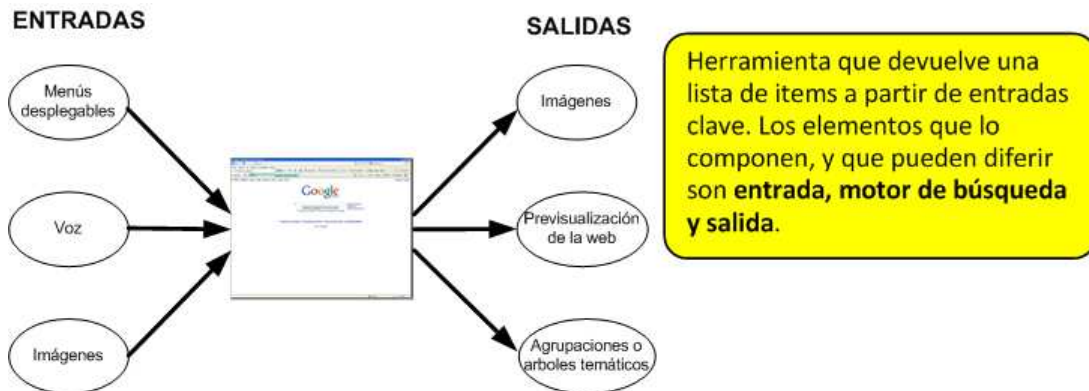 ENTRADAS
Menús
desplegables
Voz
Imágenes
Google
SALIDAS
Imágenes
Previsualización
de la web
Agrupaciones o
arboles temáticos
Herramienta que devuelve una
lista de items a partir de entradas
clave. Los elementos que lo
componen, y que pueden diferir
son entrada, motor de búsqueda
y salida.